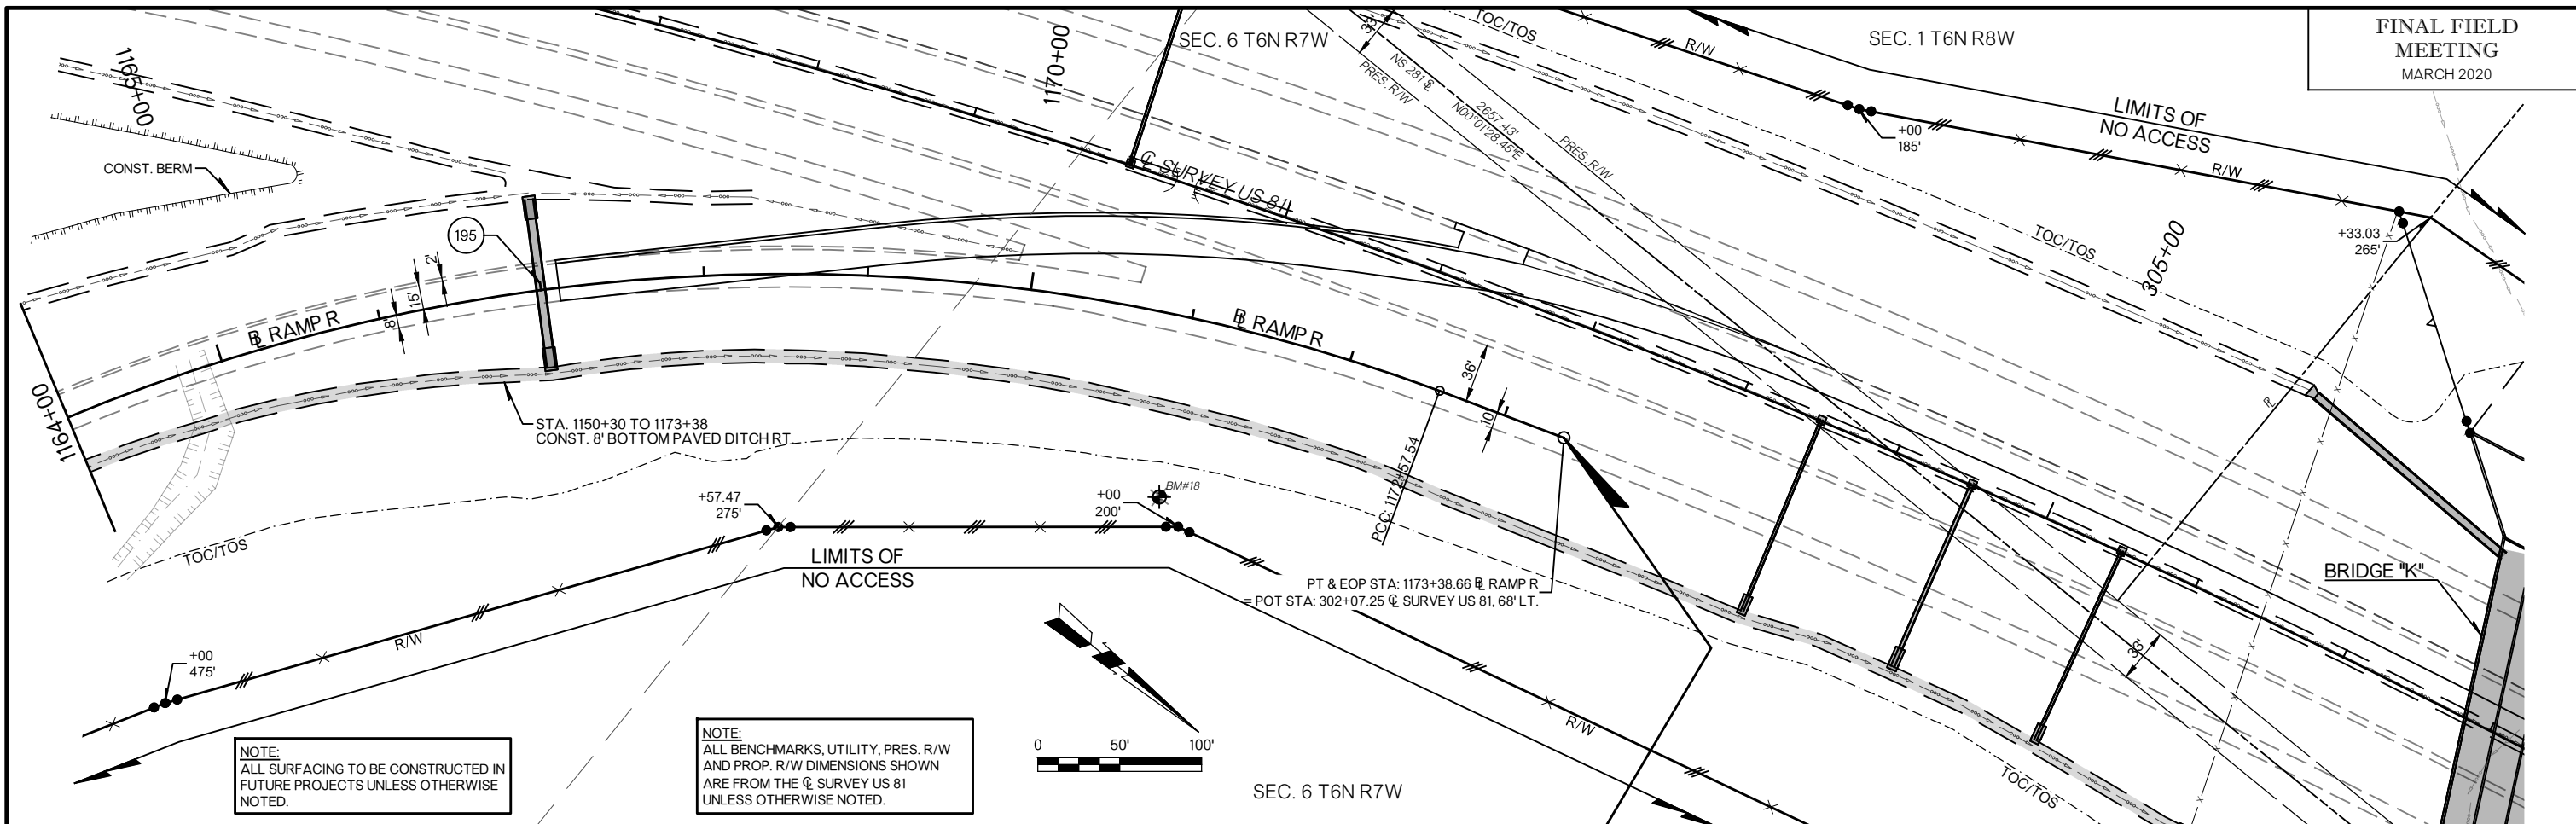 FINAL FIELD
MEETING
MARCH 2020
SEC. 6 T6N R7W
SEC. 1 T6N R8W
1165+00
1170+00
33'
TOC/TOS
R/W
PRES. R/W
NS 281 ℄
2657.43'
N00°01'28.45"E
PRES. R/W
LIMITS OF
NO ACCESS
+00
185'
R/W
CONST. BERM
℄ SURVEY US 81
195
2'
15'
8'
TOC/TOS
305+00
+33.03
265'
℄ RAMP R
℄ RAMP R
36'
10'
1164+00
STA. 1150+30 TO 1173+38
CONST. 8' BOTTOM PAVED DITCH RT.
PCC: 1172+57.54
+57.47
275'
+00
200'
BM#18
TOC/TOS
LIMITS OF
NO ACCESS
PT & EOP STA: 1173+38.66 ℄ RAMP R
= POT STA: 302+07.25 ℄ SURVEY US 81, 68' LT.
BRIDGE "K"
R/W
+00
475'
33'
R/W
NOTE:
ALL SURFACING TO BE CONSTRUCTED IN
FUTURE PROJECTS UNLESS OTHERWISE
NOTED.
NOTE:
ALL BENCHMARKS, UTILITY, PRES. R/W
AND PROP. R/W DIMENSIONS SHOWN
ARE FROM THE ℄ SURVEY US 81
UNLESS OTHERWISE NOTED.
0 50' 100'
SEC. 6 T6N R7W
TOC/TOS